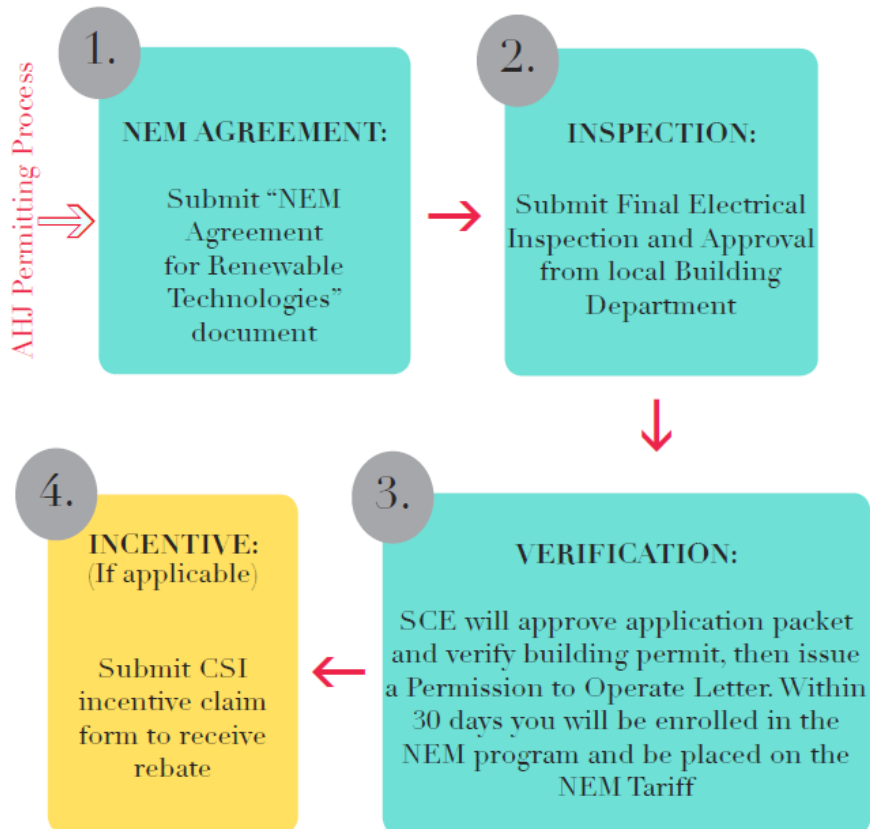 AHJ Permitting Process
1.
NEM AGREEMENT:
Submit “NEM
Agreement
for Renewable
Technologies”
document
2.
INSPECTION:
Submit Final Electrical
Inspection and Approval
from local Building
Department
3.
VERIFICATION:
SCE will approve application packet
and verify building permit, then issue
a Permission to Operate Letter. Within
30 days you will be enrolled in the
NEM program and be placed on the
NEM Tariff
4.
INCENTIVE:
(If applicable)
Submit CSI
incentive claim
form to receive
rebate